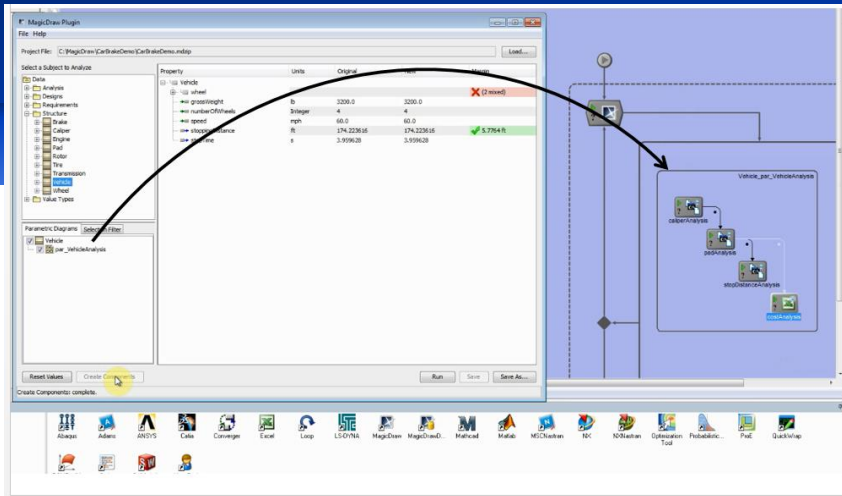 MagicDraw Plugin
File Help
Project File: C:\MagicDraw\CarBrakeDemo\CarBrakeDemo.mdzip
Load...
Select a Subject to Analyze
Data
Analysis
Designs
Requirements
Structure
Brake
Caliper
Engine
Pad
Rotor
Tire
Transmission
Vehicle
Wheel
Value Types
Property Units Original
Vehicle
wheel (2 mixed)
grossWeight lb 3200.0 3200.0
numberOfWheels Integer 4 4
speed mph 60.0 60.0
ft 174.223616 174.223616 5.7764 ft
s 3.959628 3.959628
Parametric Diagrams Selection Filter
Vehicle
par_VehicleAnalysis
Reset Values Create Components Run Save Save As...
Create Components: complete.
Vehicle_par_VehicleAnalysis
caliperAnalysis
padAnalysis
stopDistanceAnalysis
costAnalysis
Abaqus Adams ANSYS Catia Converger Excel Loop LS-DYNA MagicDraw MagicDrawD... Mathcad Matlab MSCNastran NX NXNastran Optimization Tool Probabilistic... ProE QuickWrap